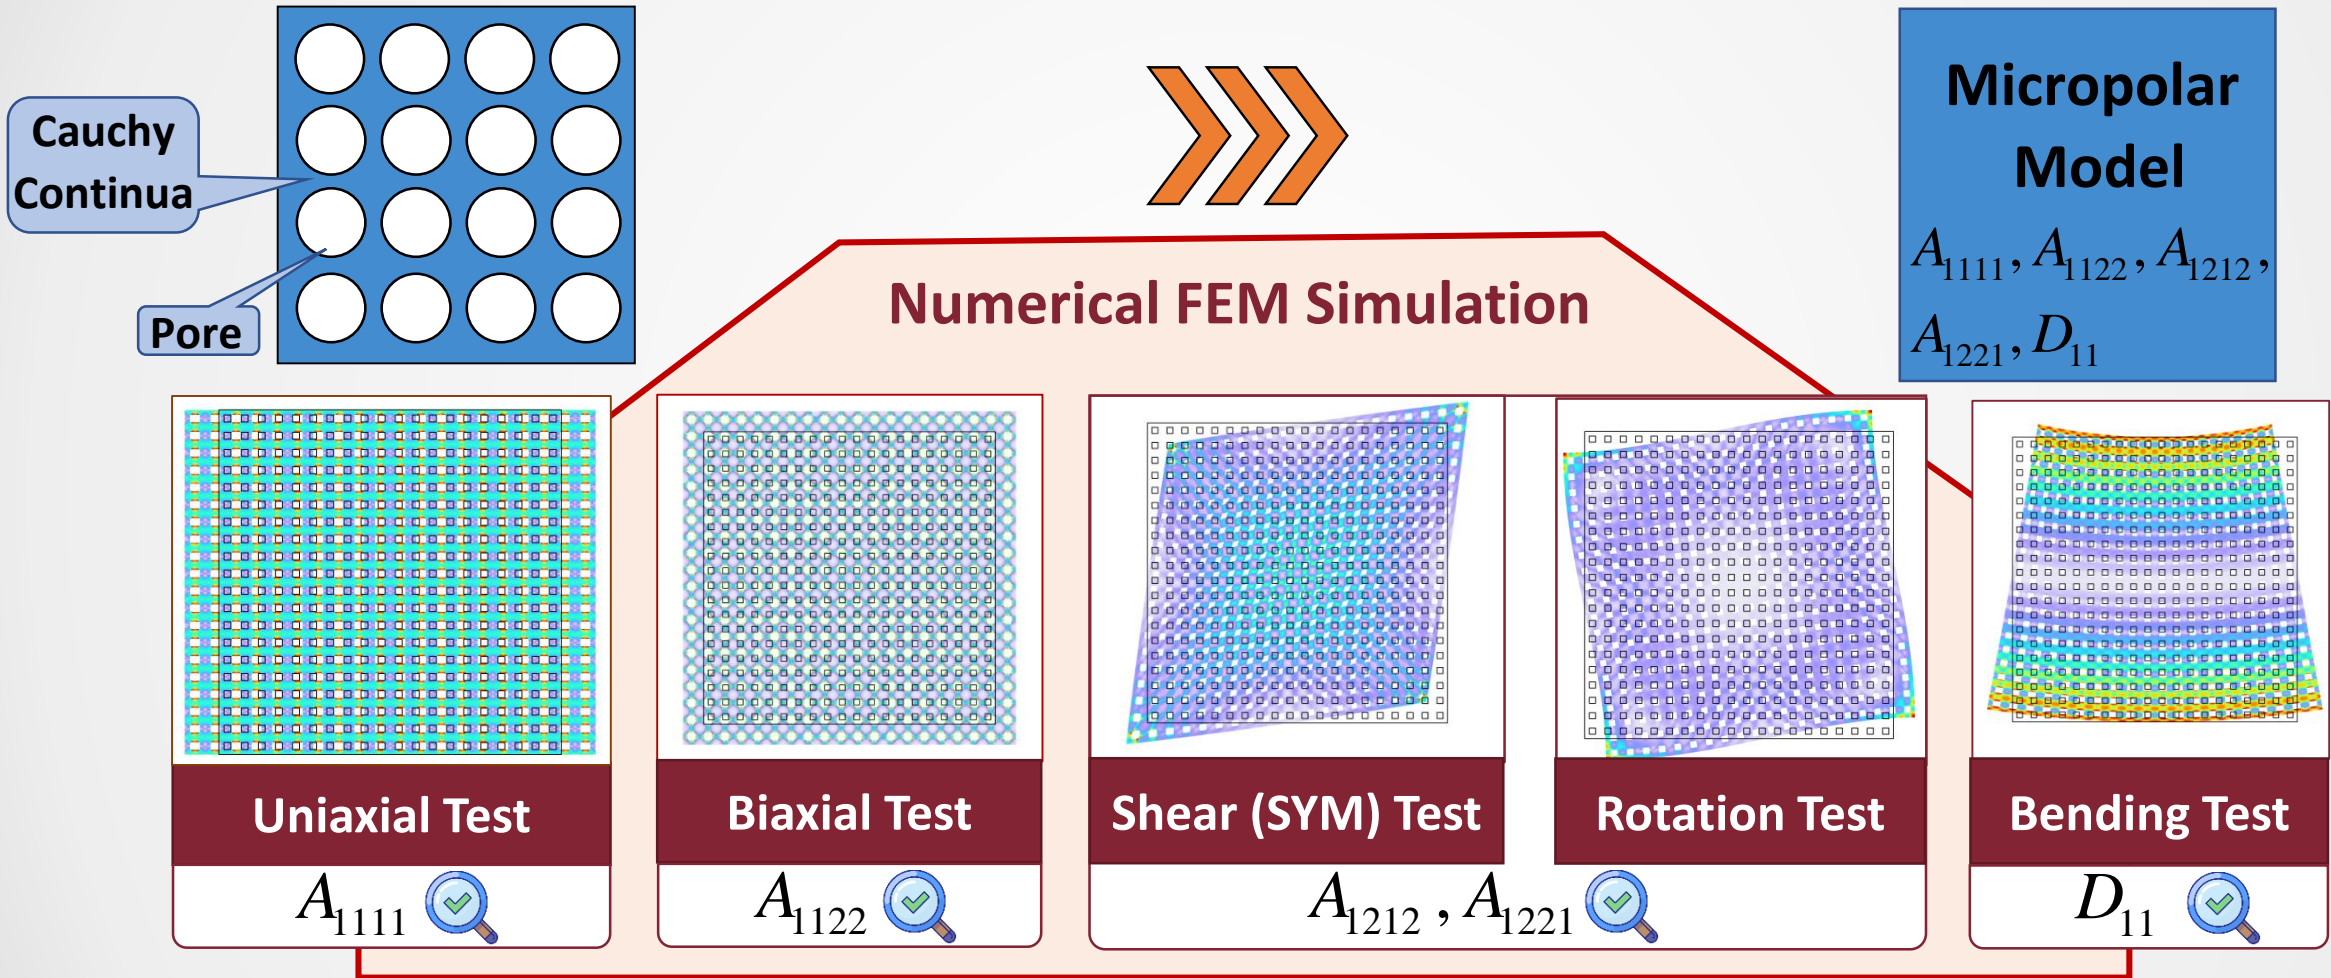 Cauchy
Continua
Pore
Micropolar
Model
A1111, A1122, A1212,
A1221, D11
Numerical FEM Simulation
Uniaxial Test
Biaxial Test
Shear (SYM) Test
Rotation Test
Bending Test
A1111
A1122
A1212 , A1221
D11